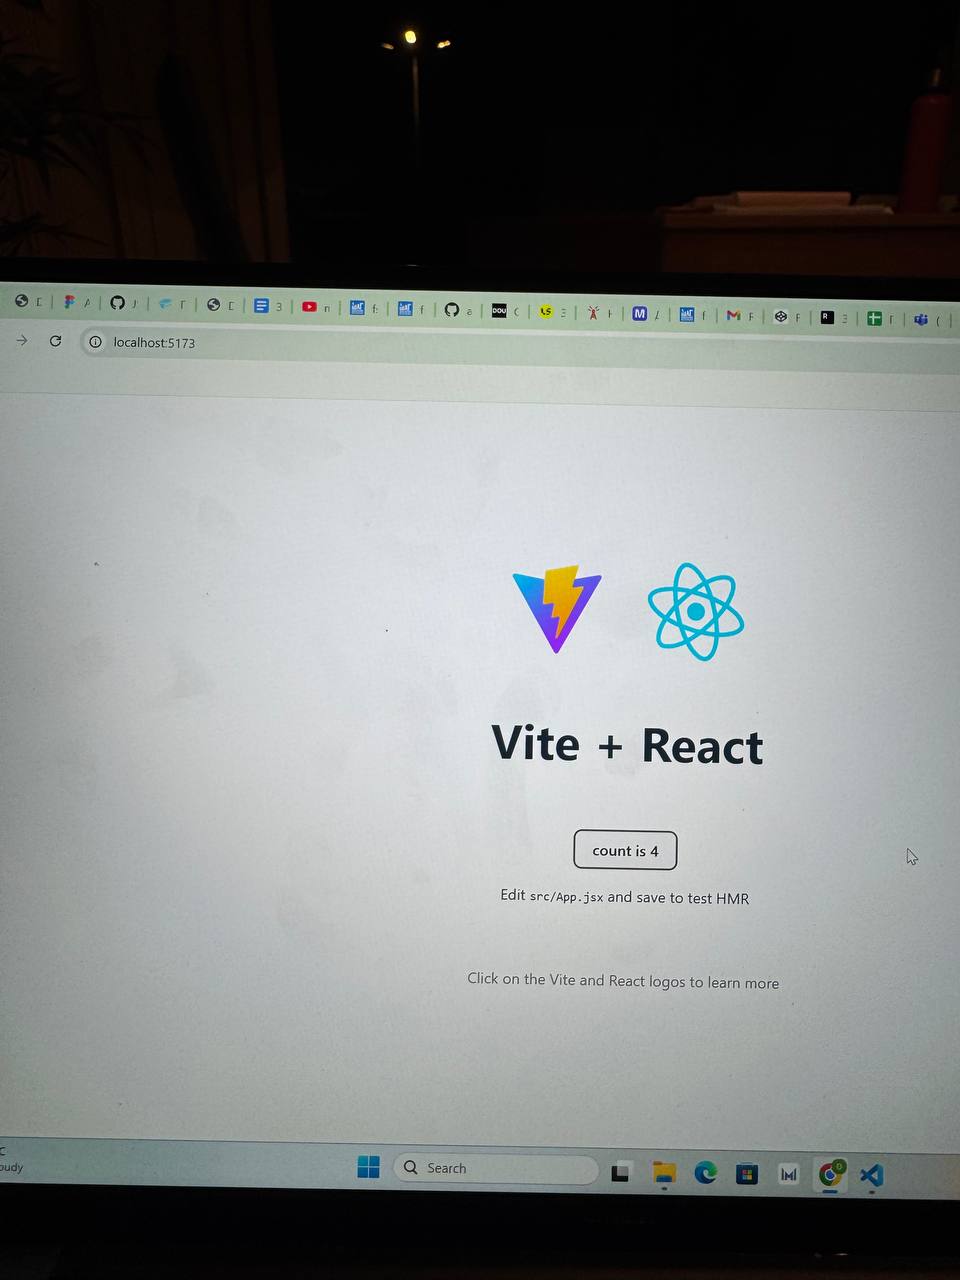 localhost:5173
Vite + React
count is 4
Edit src/App.jsx and save to test HMR
Click on the Vite and React logos to learn more
Search